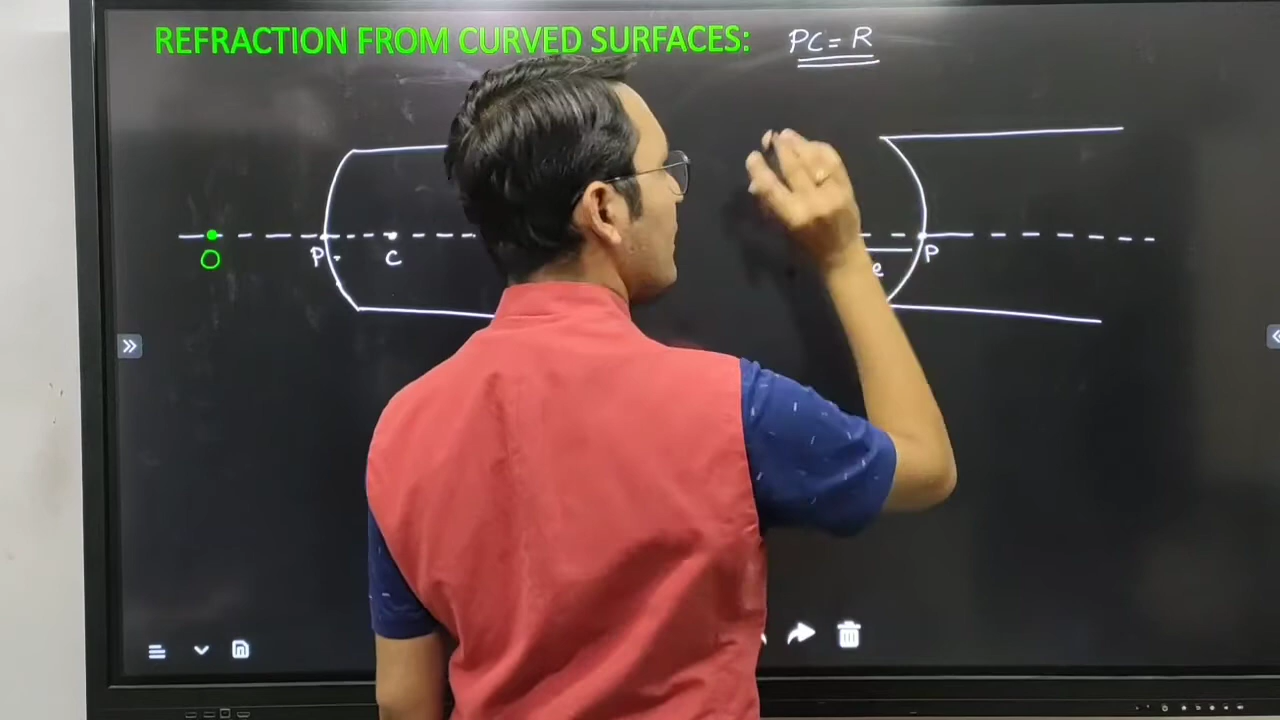 REFRACTION FROM CURVED SURFACES:
PC = R
O
P
C
P